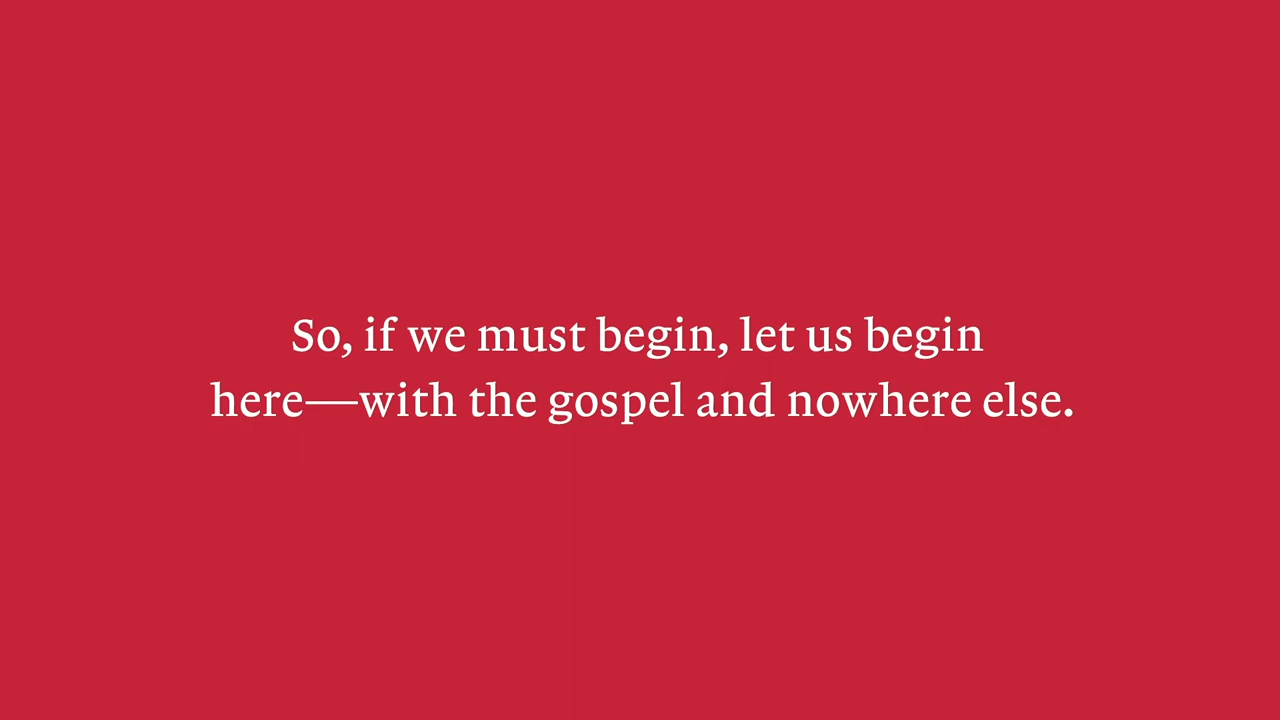 So, if we must begin, let us begin
here—with the gospel and nowhere else.